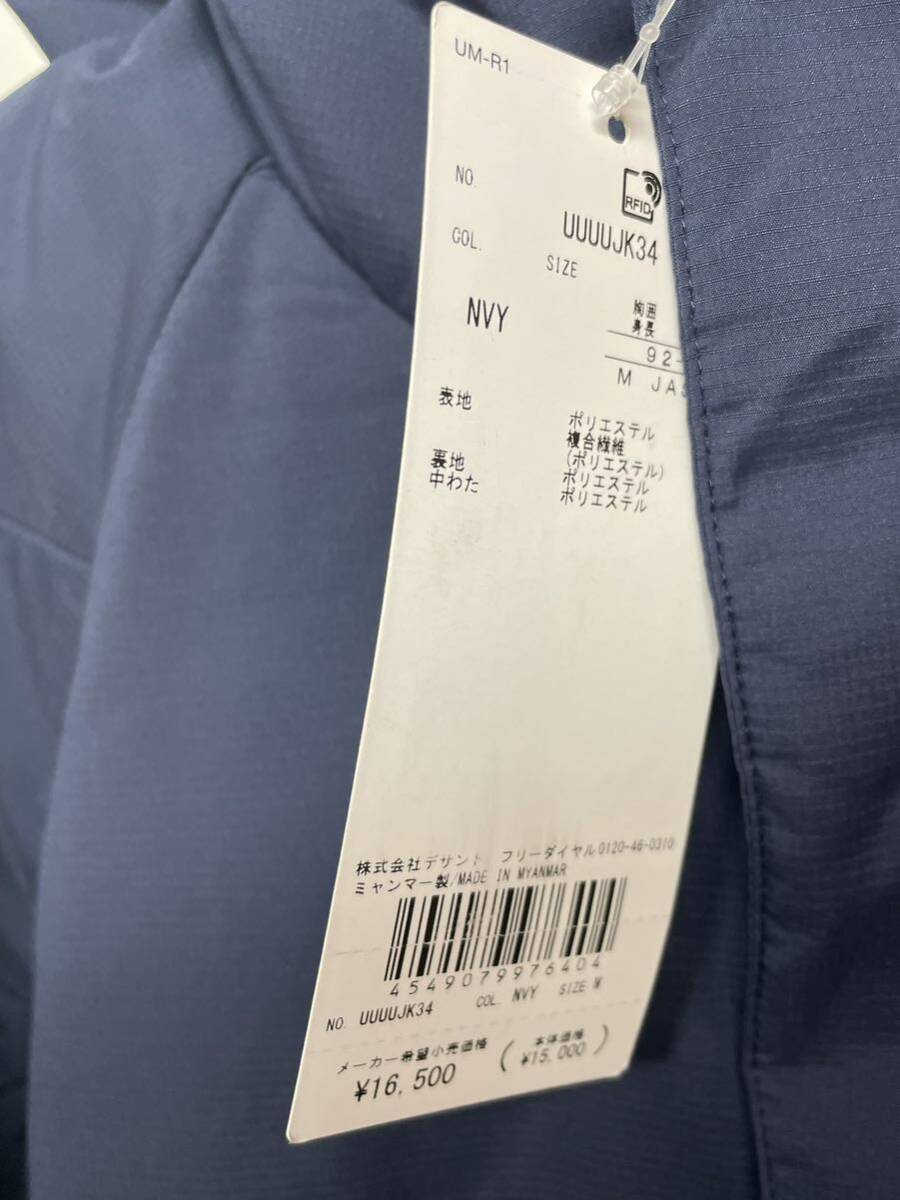 UM-R1
RFID
NO.
UUUUJK34
COL.
SIZE
NVY
胸囲
身長
92-
M JAS
表地 ポリエステル
複合繊維
(ポリエステル)
裏地 ポリエステル
中わた ポリエステル
株式会社デサント フリーダイヤル0120-46-0310
ミャンマー製/MADE IN MYANMAR
4549079976404
NO. UUUUJK34 COL. NVY SIZE M
メーカー希望小売価格
¥16,500
(本体価格
¥15,000)